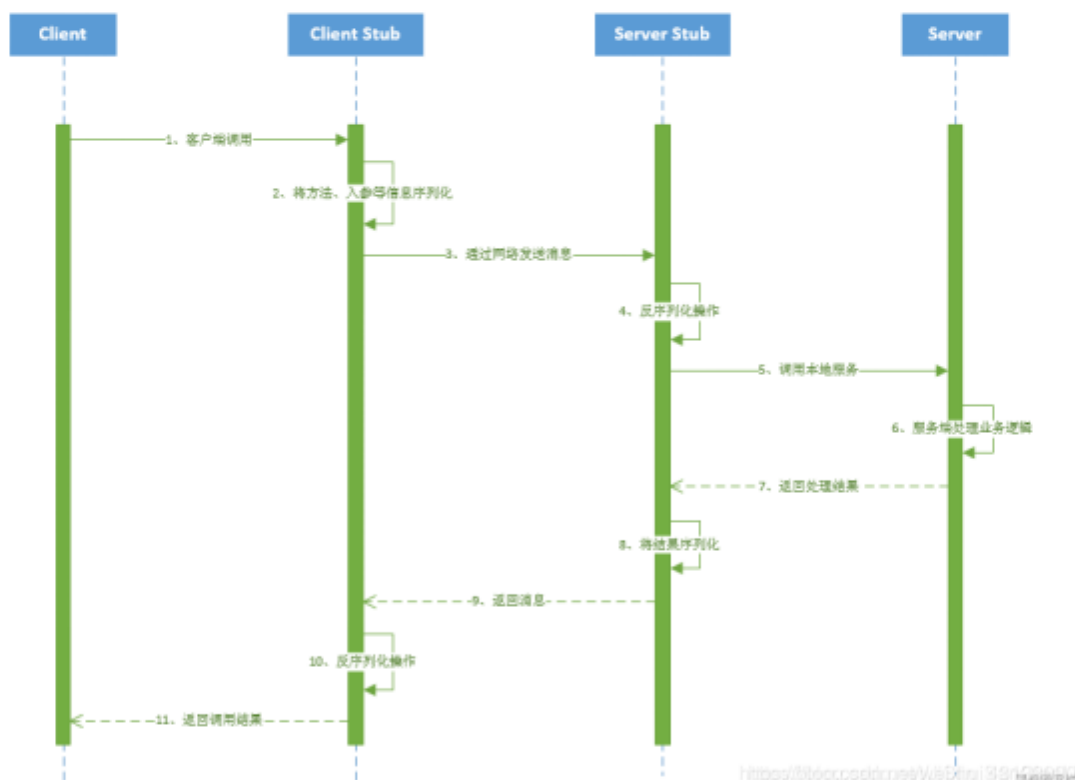 Client
Client Stub
Server Stub
Server
1、客户端调用
2、将方法、入参等信息序列化
3、通过网络发送消息
4、反序列化操作
5、调用本地服务
6、服务端处理业务逻辑
7、返回处理结果
8、将结果序列化
9、返回消息
10、反序列化操作
11、返回调用结果